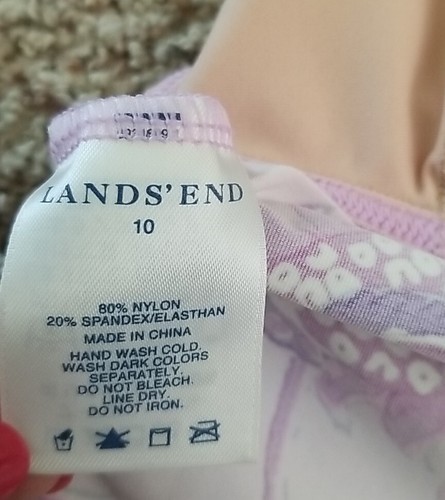 LANDS' END
10
80% NYLON
20% SPANDEX/ELASTHAN
MADE IN CHINA
HAND WASH COLD.
WASH DARK COLORS
SEPARATELY.
DO NOT BLEACH.
LINE DRY.
DO NOT IRON.